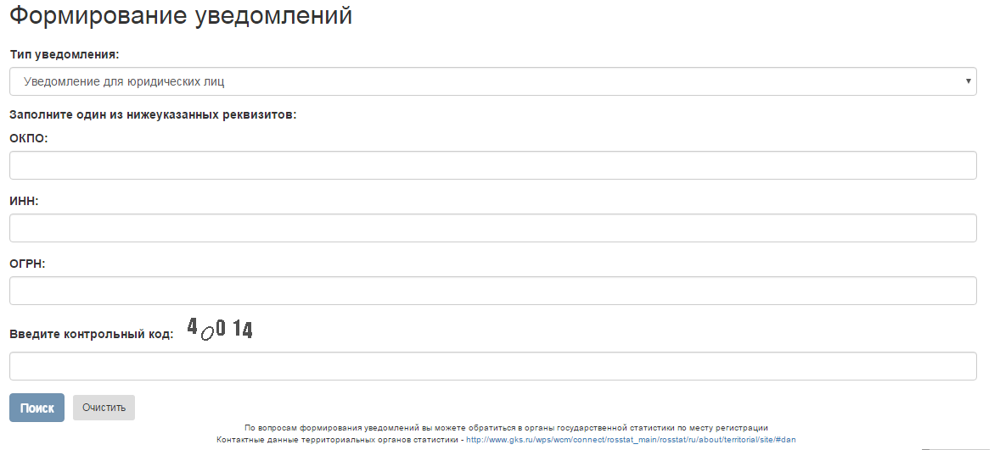 Формирование уведомлений
Тип уведомления:
Уведомление для юридических лиц
Заполните один из нижеуказанных реквизитов:
ОКПО:
ИНН:
ОГРН:
Введите контрольный код: 40014
Поиск Очистить
По вопросам формирования уведомлений вы можете обратиться в органы государственной статистики по месту регистрации
Контактные данные территориальных органов статистики - http://www.gks.ru/wps/wcm/connect/rosstat_main/rosstat/ru/about/territorial/site/#dan